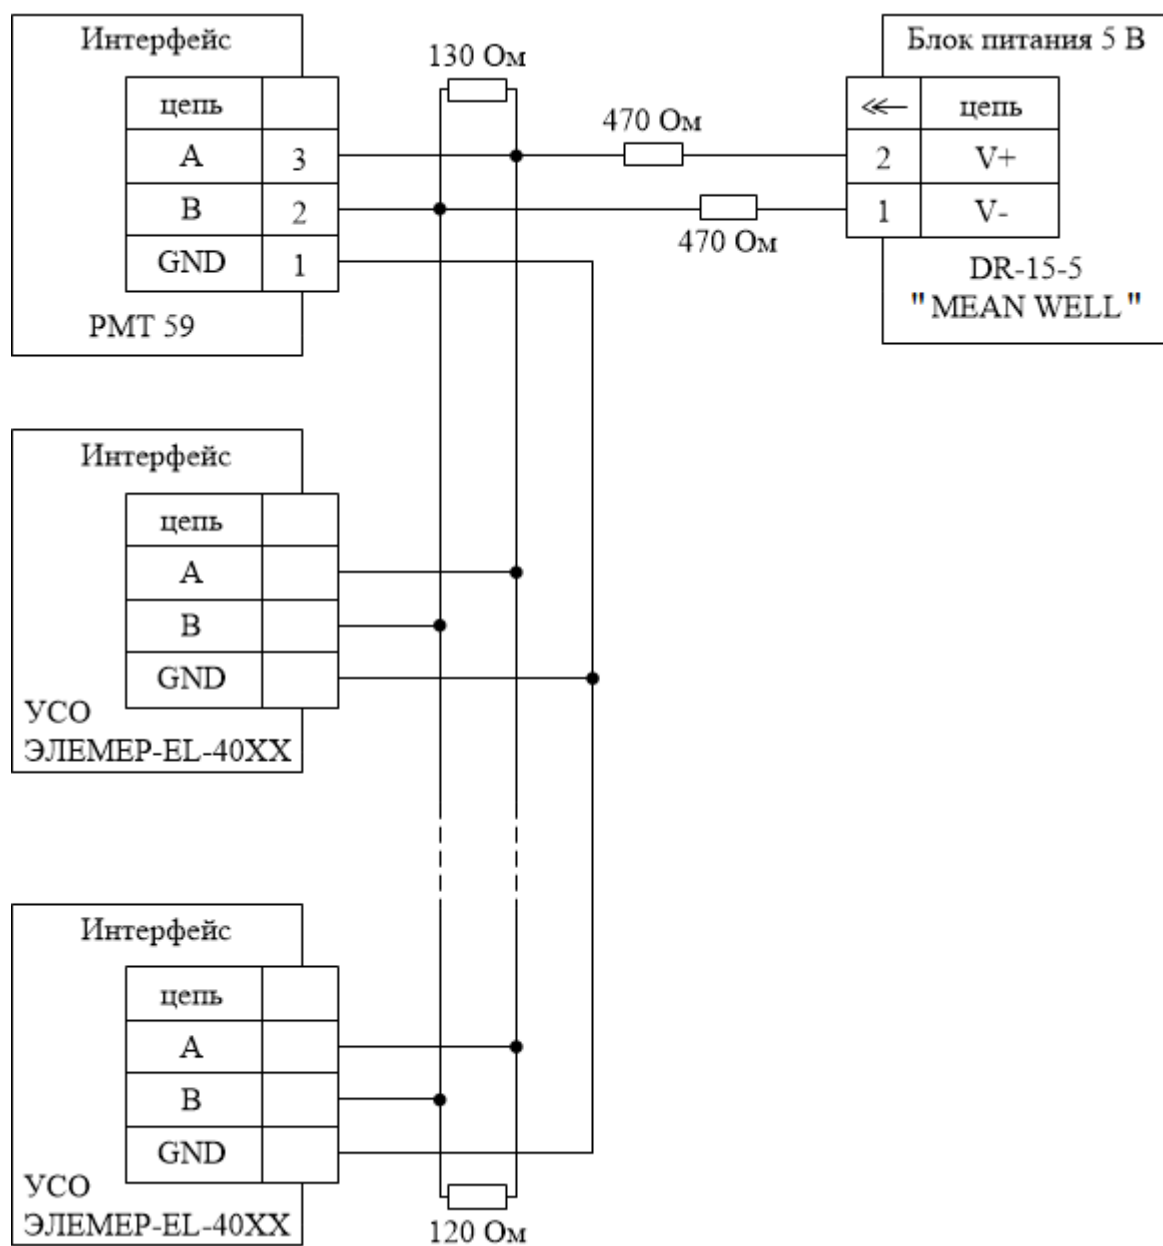 Интерфейс
цепь
А 3
В 2
GND 1
РМТ 59
130 Ом
470 Ом
470 Ом
Блок питания 5 В
цепь
2 V+
1 V-
DR-15-5
"MEAN WELL"
Интерфейс
цепь
А
В
GND
УСО
ЭЛЕМЕР-EL-40ХХ
Интерфейс
цепь
А
В
GND
УСО
ЭЛЕМЕР-EL-40ХХ
120 Ом